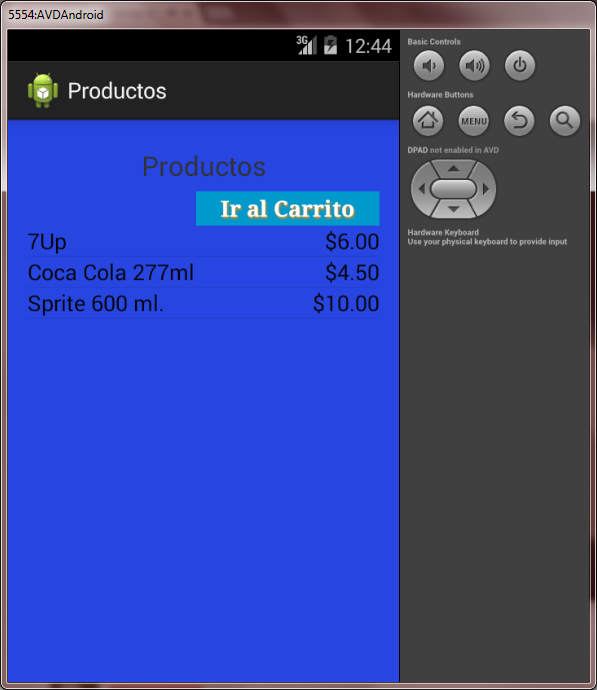 5554:AVDAndroid
3G 12:44
Productos
Productos
Ir al Carrito
7Up $6.00
Coca Cola 277ml $4.50
Sprite 600 ml. $10.00
Basic Controls
Hardware Buttons
MENU
DPAD not enabled in AVD
Hardware Keyboard
Use your physical keyboard to provide input